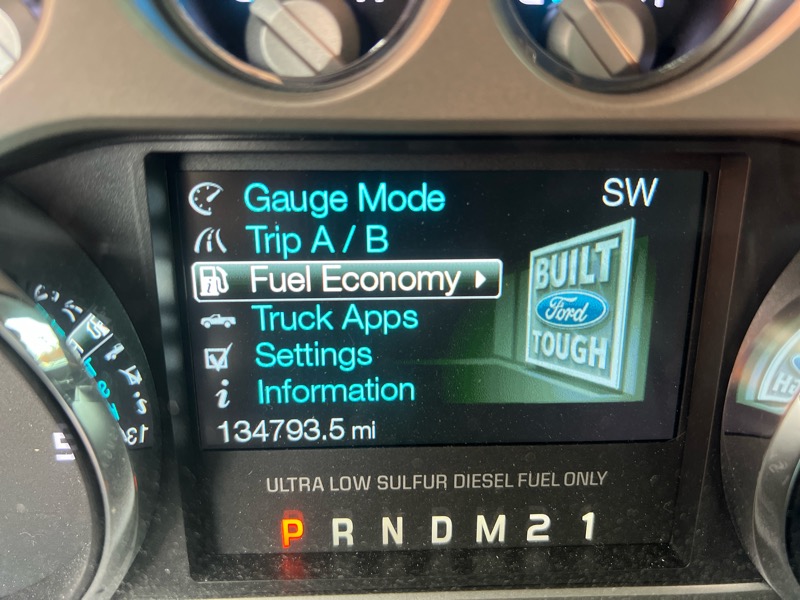 Gauge Mode
SW
Trip A / B
Fuel Economy
Truck Apps
Settings
Information
134793.5 mi
BUILT
Ford
TOUGH
ULTRA LOW SULFUR DIESEL FUEL ONLY
P R N D M 2 1